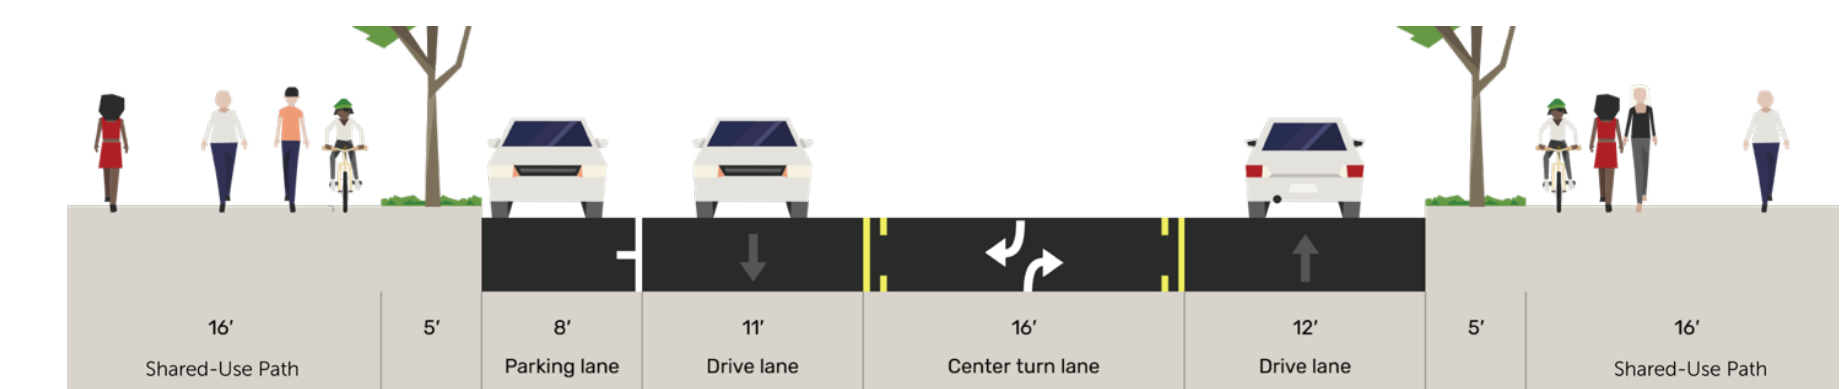 16′ 5′ 8′ 11′ 16′ 12′ 5′ 16′
Shared-Use Path Parking lane Drive lane Center turn lane Drive lane Shared-Use Path